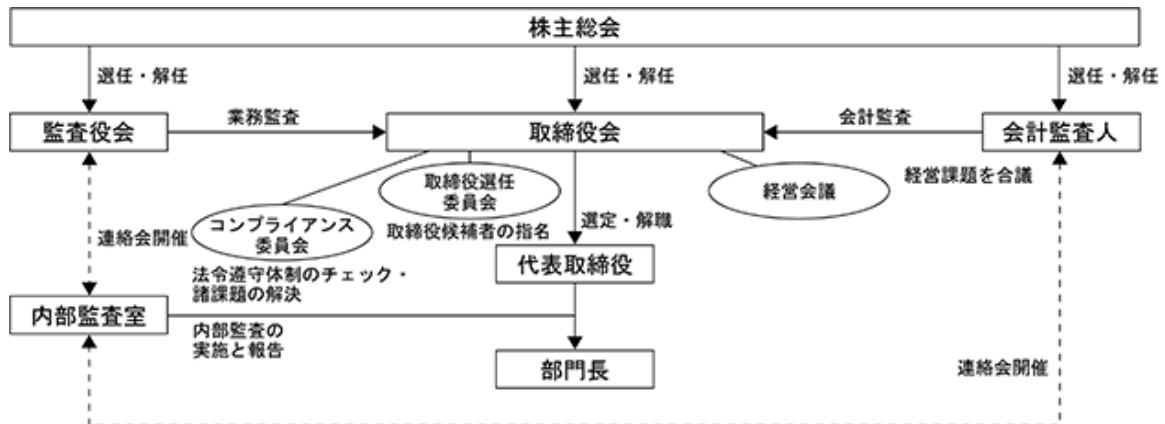 株主総会
選任・解任
選任・解任
選任・解任
監査役会
業務監査
取締役会
会計監査
会計監査人
取締役選任
委員会
経営会議
経営課題を合議
コンプライアンス
委員会
取締役候補者の指名
選定・解職
連絡会開催
代表取締役
法令遵守体制のチェック・
諸課題の解決
内部監査室
内部監査の
実施と報告
部門長
連絡会開催